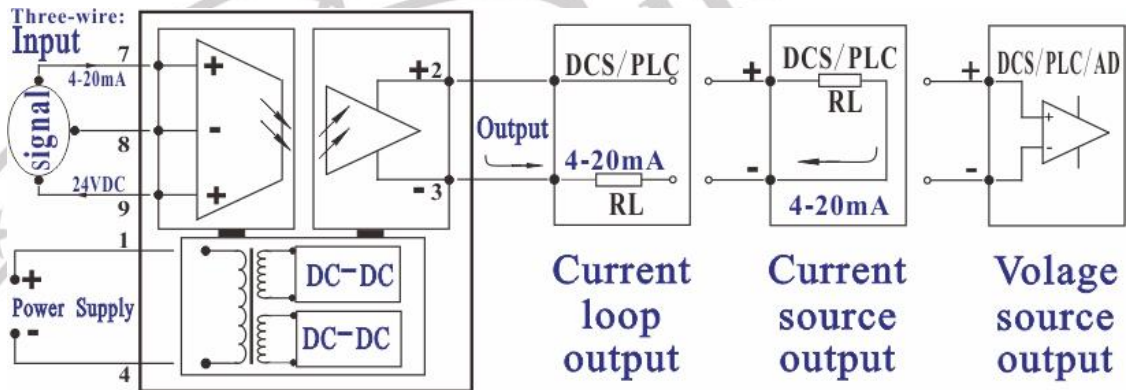 Three-wire:
Input
7
4-20mA
signal
8
24VDC
9
+
-
+
+2
-3
Output
1
+
Power Supply
-
4
DC-DC
DC-DC
DCS/PLC
4-20mA
RL
Current
loop
output
+
DCS/PLC
RL
-
4-20mA
Current
source
output
+
DCS/PLC/AD
+
-
-
Volage
source
output